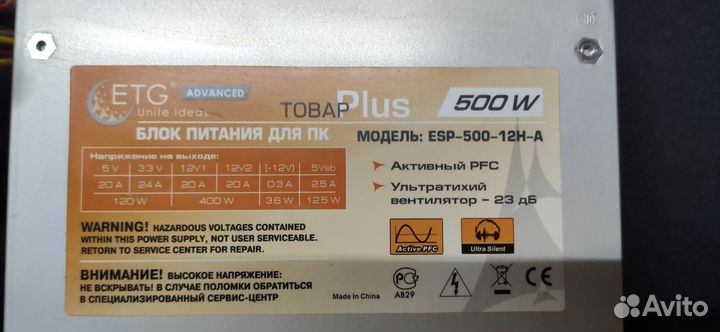 ETG® ADVANCED
Unite Ideas
ТОВАР Plus
500 W
БЛОК ПИТАНИЯ ДЛЯ ПК
МОДЕЛЬ: ESP-500-12H-A
Напряжение на выходе:
5 V 3.3 V 12V1 12V2 (-12V) 5Vsb
20 A 24 A 20 A 20 A 0.3 A 2.5 A
120 W 400 W 3.6 W 12.5 W
Активный PFC
Ультратихий
вентилятор – 23 дБ
WARNING! HAZARDOUS VOLTAGES CONTAINED
WITHIN THIS POWER SUPPLY, NOT USER SERVICEABLE.
RETURN TO SERVICE CENTER FOR REPAIR.
Active PFC
Ultra Silent
ВНИМАНИЕ! ВЫСОКОЕ НАПРЯЖЕНИЕ:
НЕ ВСКРЫВАТЬ! В СЛУЧАЕ ПОЛОМКИ ОБРАТИТЬСЯ
В СПЕЦИАЛИЗИРОВАННЫЙ СЕРВИС-ЦЕНТР
Made In China
АВ29
CE
Avito